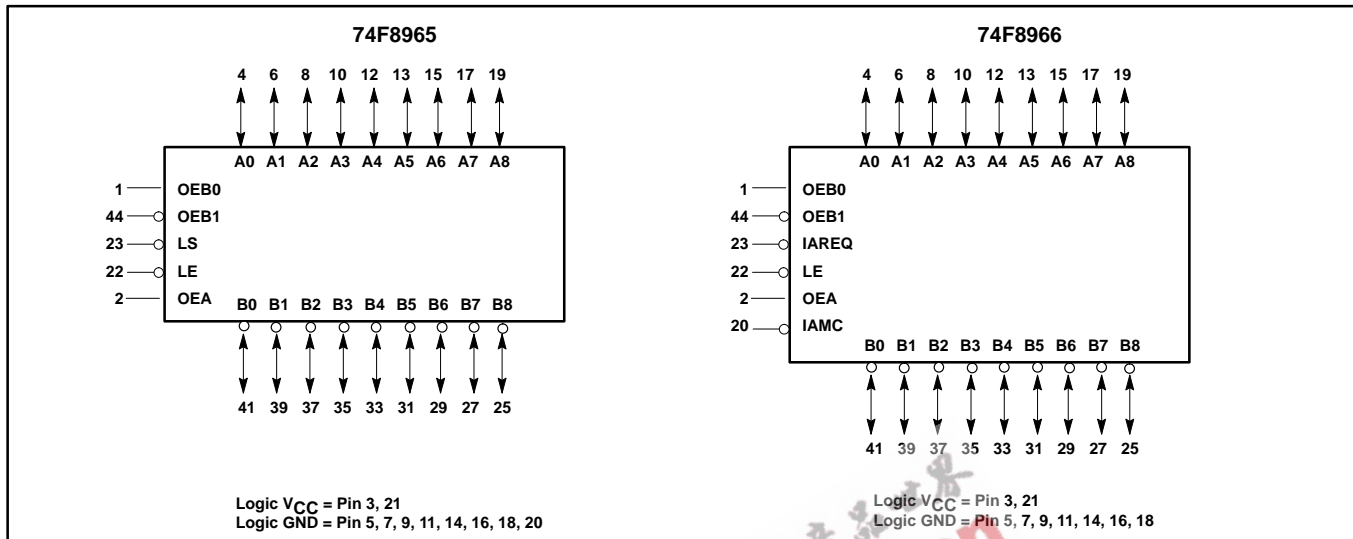 74F8965
4 6 8 10 12 13 15 17 19
A0 A1 A2 A3 A4 A5 A6 A7 A8
1 OEB0
44 OEB1
23 LS
22 LE
2 OEA
B0 B1 B2 B3 B4 B5 B6 B7 B8
41 39 37 35 33 31 29 27 25
Logic VCC = Pin 3, 21
Logic GND = Pin 5, 7, 9, 11, 14, 16, 18, 20
74F8966
4 6 8 10 12 13 15 17 19
A0 A1 A2 A3 A4 A5 A6 A7 A8
1 OEB0
44 OEB1
23 IAREQ
22 LE
2 OEA
20 IAMC
B0 B1 B2 B3 B4 B5 B6 B7 B8
41 39 37 35 33 31 29 27 25
Logic VCC = Pin 3, 21
Logic GND = Pin 5, 7, 9, 11, 14, 16, 18